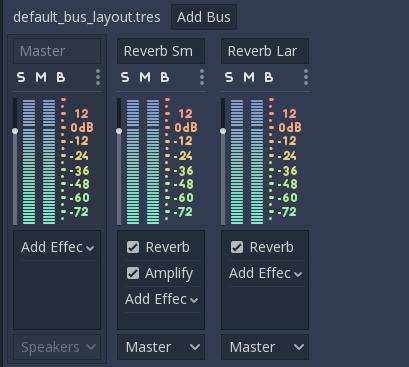 default_bus_layout.tres Add Bus
Master Reverb Sm Reverb Lar
S M B S M B S M B
12 12 12
0dB 0dB 0dB
-12 -12 -12
-24 -24 -24
-36 -36 -36
-48 -48 -48
-60 -60 -60
-72 -72 -72
Add Effec Reverb Reverb
Amplify Add Effec
Add Effec
Speakers Master Master